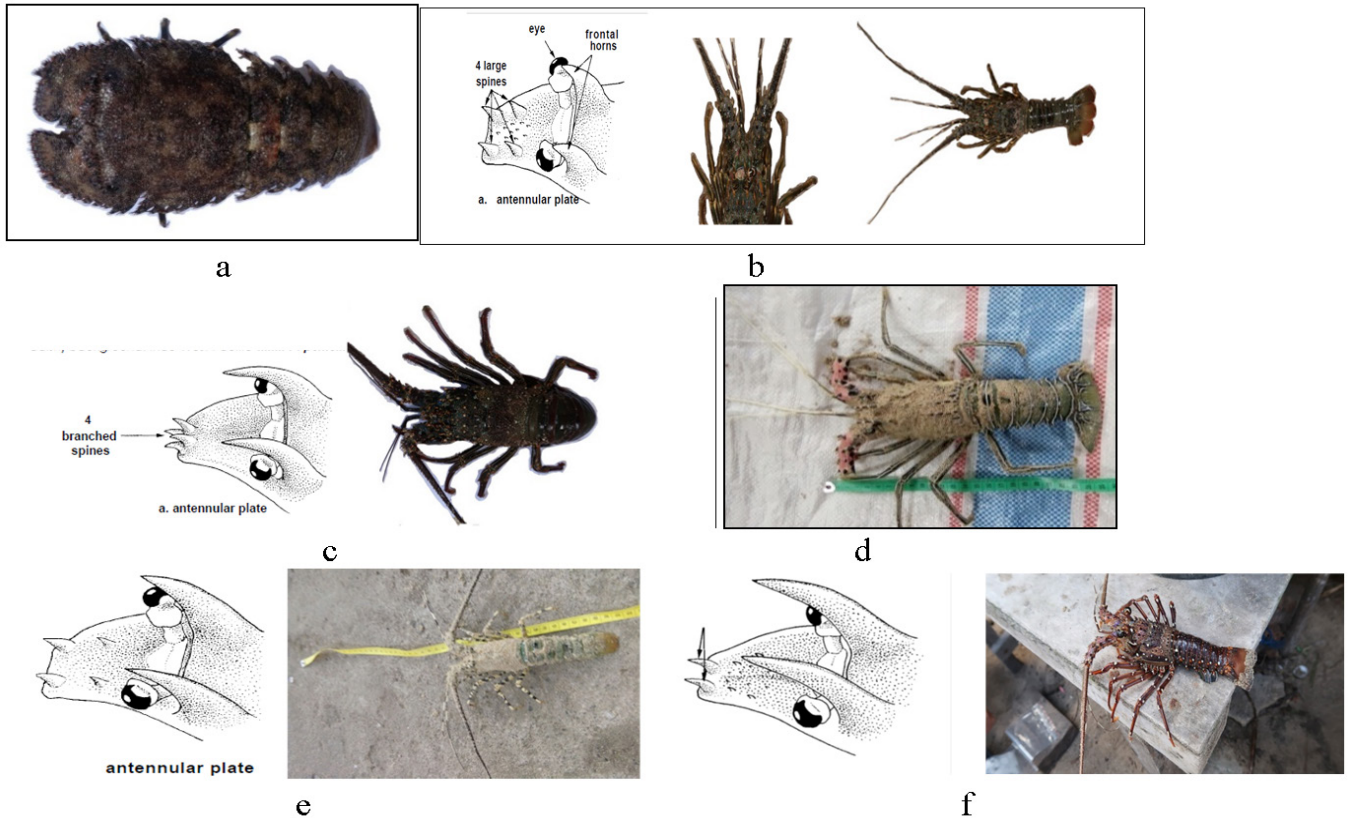 eye
frontal
horns
4 large
spines
a. antennular plate
a
b
4
branched
spines
a. antennular plate
c
d
antennular plate
e
f